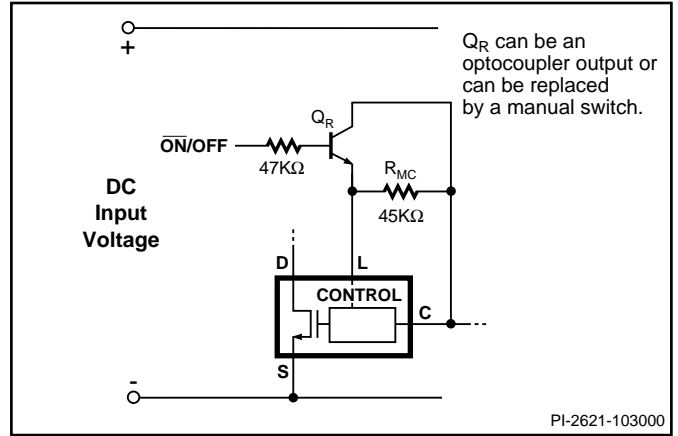 +
Q_R can be an
optocoupler output or
can be replaced
by a manual switch.
Q_R
O̅N̅/OFF
47KΩ
R_MC
45KΩ
DC
Input
Voltage
D
L
CONTROL
C
S
-
PI-2621-103000